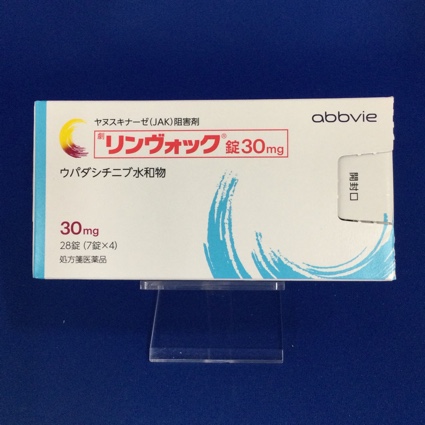 ヤヌスキナーゼ(JAK)阻害剤
abbvie
劇 リンヴォック® 錠30mg
ウパダシチニブ水和物
開封口
30mg
28錠 (7錠×4)
処方箋医薬品